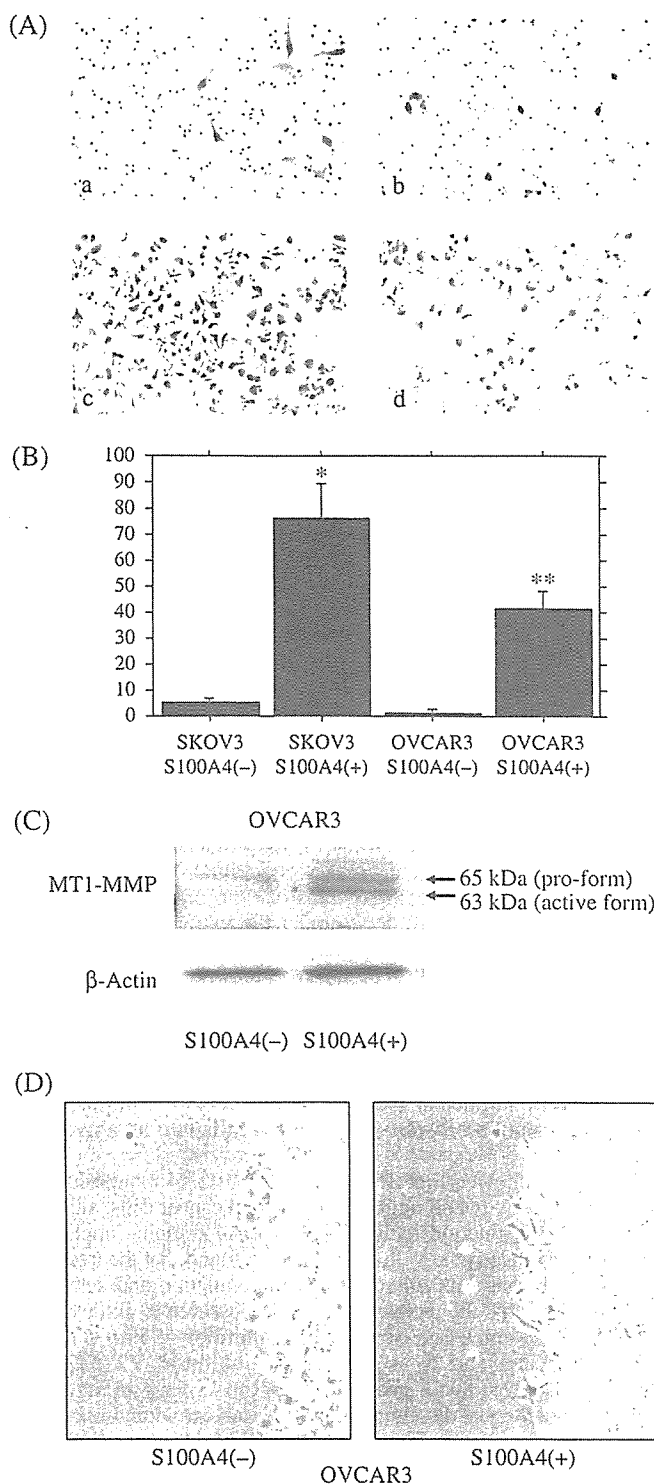 (A)
a
b
c
d
(B)
100
90
80
70
60
50
40
30
20
10
0
*
**
SKOV3 S100A4(–)
SKOV3 S100A4(+)
OVCAR3 S100A4(–)
OVCAR3 S100A4(+)
(C)
OVCAR3
MT1-MMP
65 kDa (pro-form)
63 kDa (active form)
β-Actin
S100A4(–) S100A4(+)
(D)
S100A4(–)
S100A4(+)
OVCAR3